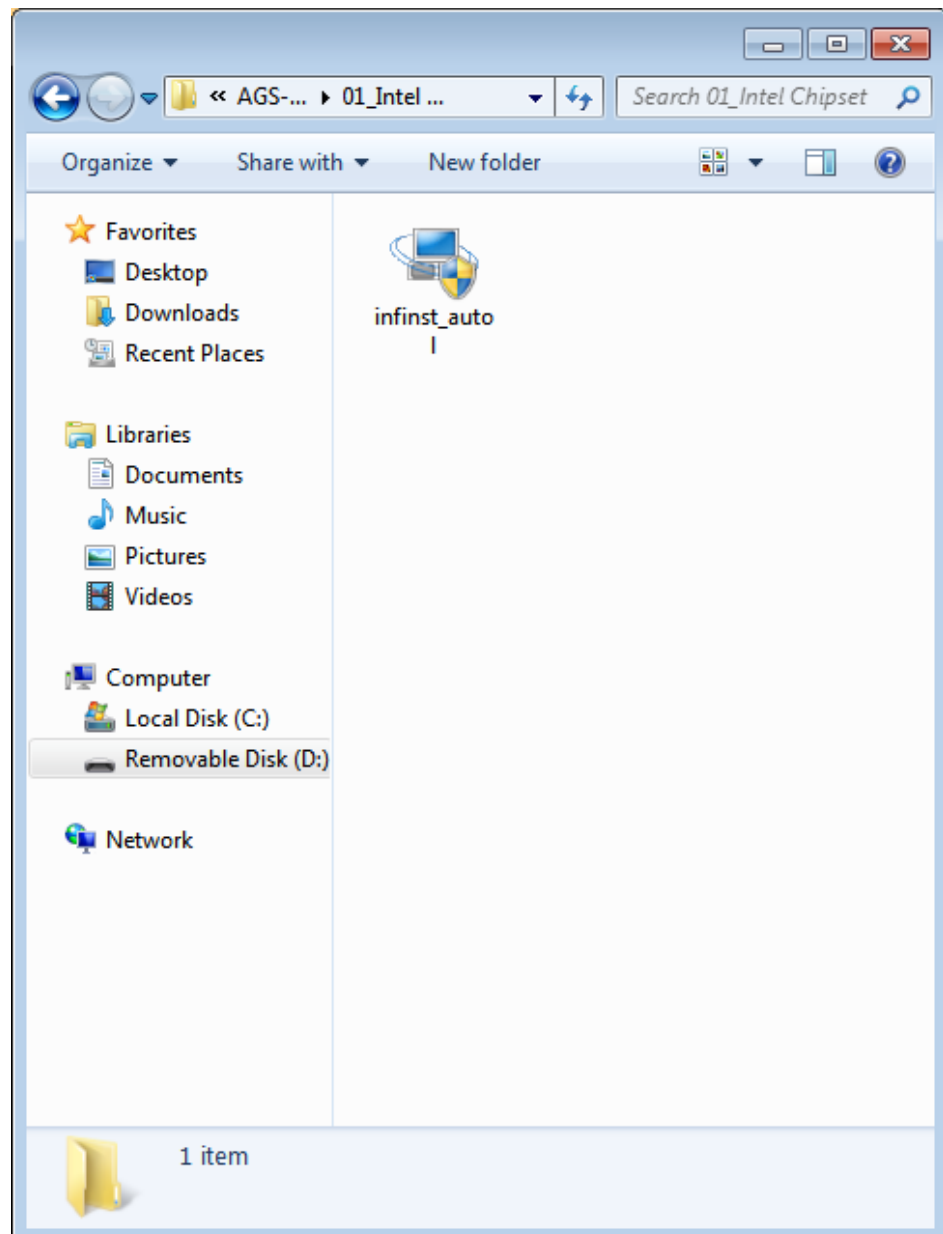 « AGS-... ▸ 01_Intel ...
Search 01_Intel Chipset
Organize
Share with
New folder
Favorites
Desktop
Downloads
Recent Places
Libraries
Documents
Music
Pictures
Videos
Computer
Local Disk (C:)
Removable Disk (D:)
Network
infinst_auto
l
1 item